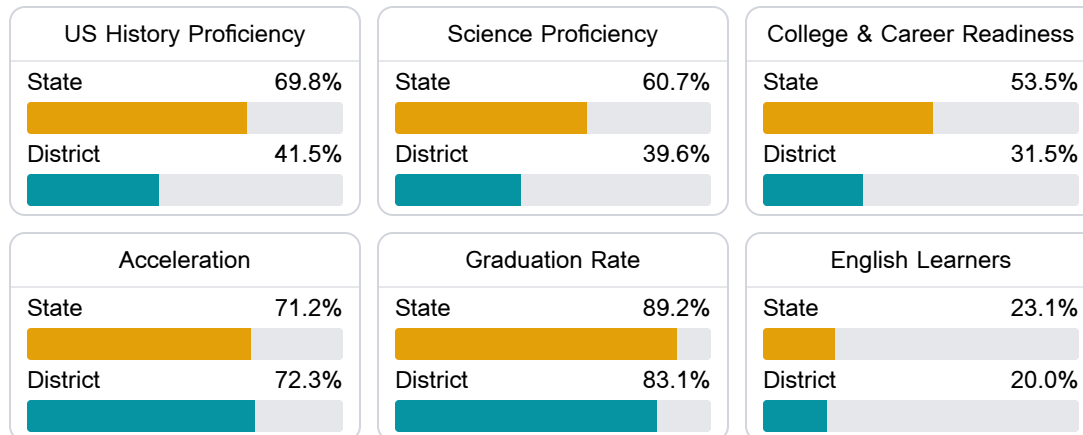 US History Proficiency
State 69.8%
District 41.5%
Science Proficiency
State 60.7%
District 39.6%
College & Career Readiness
State 53.5%
District 31.5%
Acceleration
State 71.2%
District 72.3%
Graduation Rate
State 89.2%
District 83.1%
English Learners
State 23.1%
District 20.0%